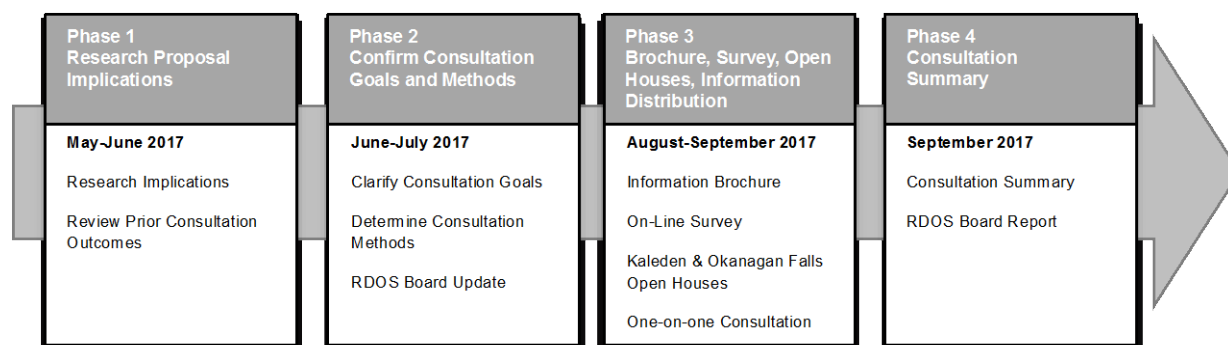 Phase 1
Research Proposal
Implications
May-June 2017
Research Implications
Review Prior Consultation
Outcomes
Phase 2
Confirm Consultation
Goals and Methods
June-July 2017
Clarify Consultation Goals
Determine Consultation
Methods
RDOS Board Update
Phase 3
Brochure, Survey, Open
Houses, Information
Distribution
August-September 2017
Information Brochure
On-Line Survey
Kaleden & Okanagan Falls
Open Houses
One-on-one Consultation
Phase 4
Consultation
Summary
September 2017
Consultation Summary
RDOS Board Report